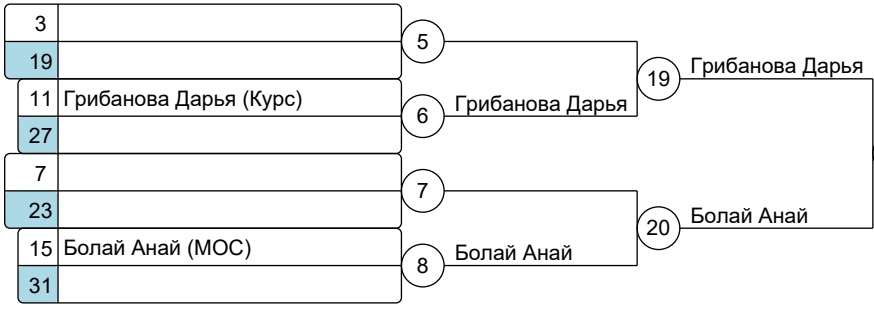 3
5
19
19 Грибанова Дарья
11 Грибанова Дарья (Курс)
6 Грибанова Дарья
27
7
7
23
20 Болай Анай
15 Болай Анай (МОС)
8 Болай Анай
31